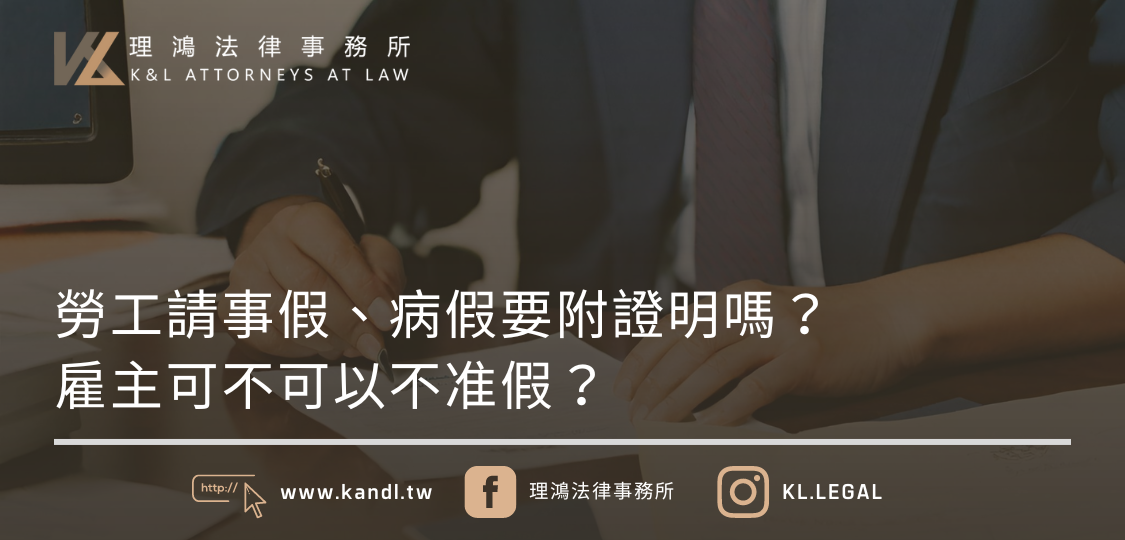 理鴻法律事務所
K&L ATTORNEYS AT LAW
勞工請事假、病假要附證明嗎？
雇主可不可以不准假？
http://
www.kandl.tw
理鴻法律事務所
KL.LEGAL